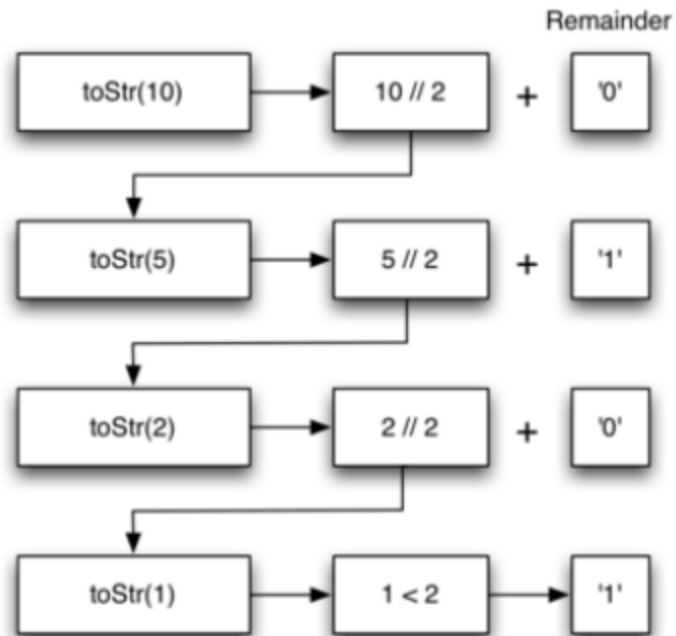 Remainder
toStr(10) 10 // 2 + '0'
toStr(5) 5 // 2 + '1'
toStr(2) 2 // 2 + '0'
toStr(1) 1 < 2 '1'